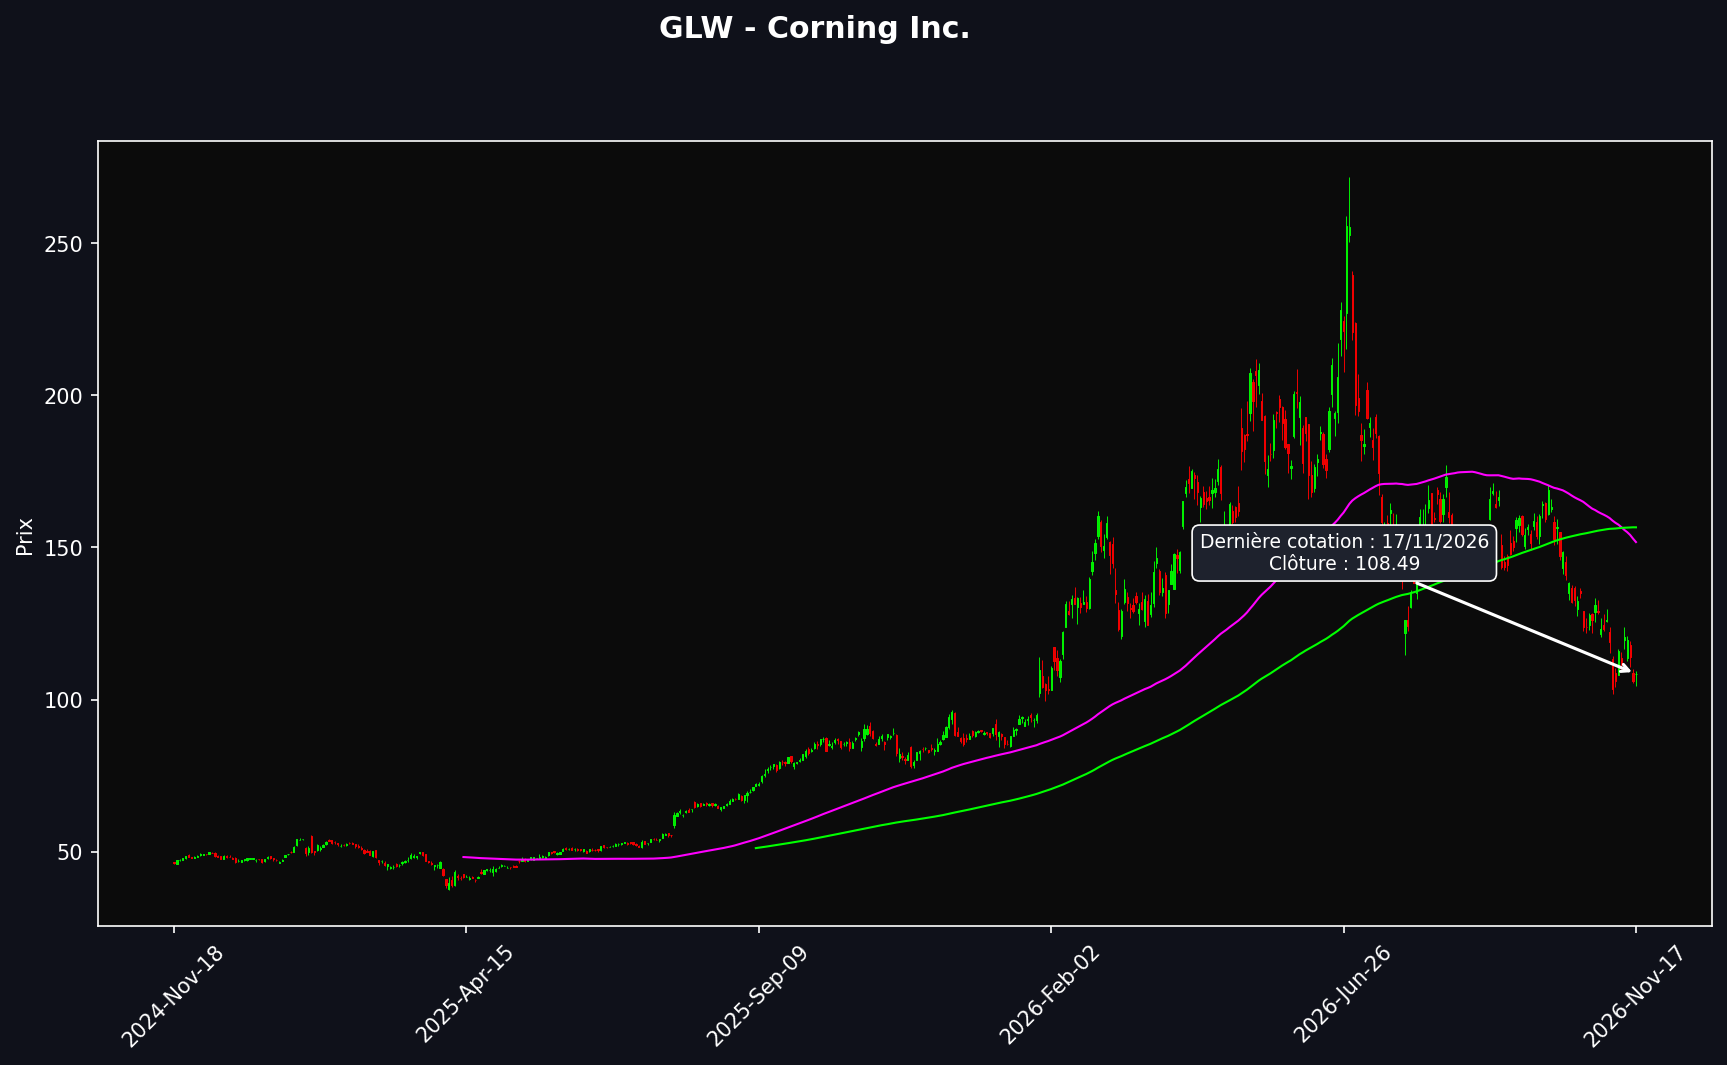 GLW - Corning Inc.
Prix
250
200
150
100
50
Dernière cotation : 17/11/2026
Clôture : 108.49
2024-Nov-18
2025-Apr-15
2025-Sep-09
2026-Feb-02
2026-Jun-26
2026-Nov-17